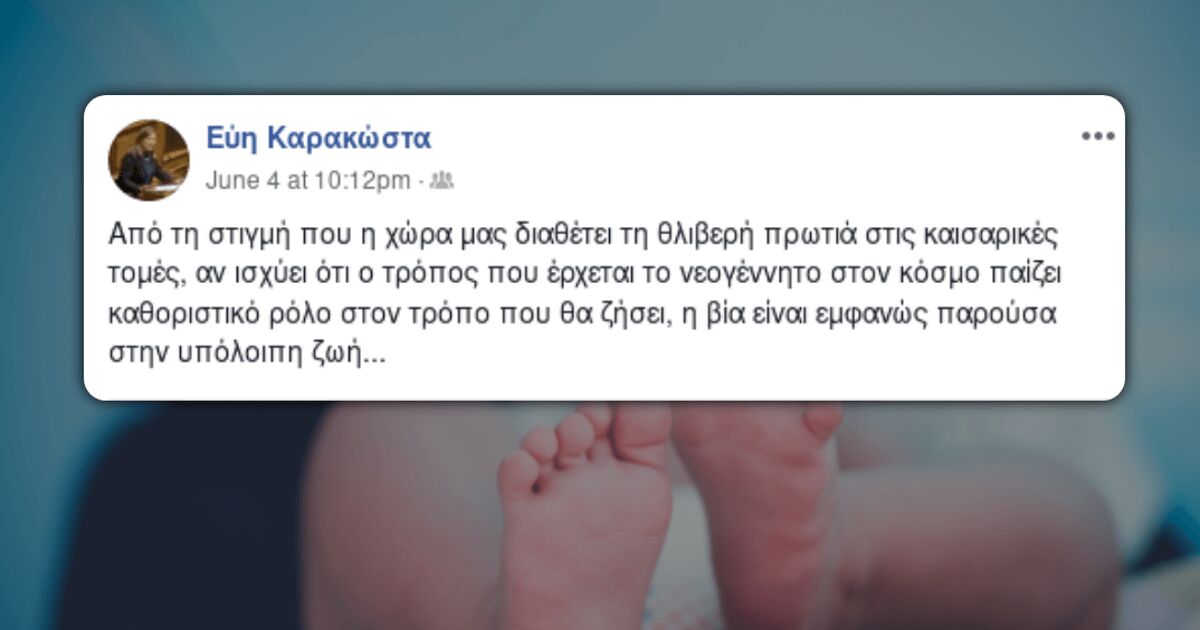 Εύη Καρακώστα
June 4 at 10:12pm ·
Από τη στιγμή που η χώρα μας διαθέτει τη θλιβερή πρωτιά στις καισαρικές
τομές, αν ισχύει ότι ο τρόπος που έρχεται το νεογέννητο στον κόσμο παίζει
καθοριστικό ρόλο στον τρόπο που θα ζήσει, η βία είναι εμφανώς παρούσα
στην υπόλοιπη ζωή...